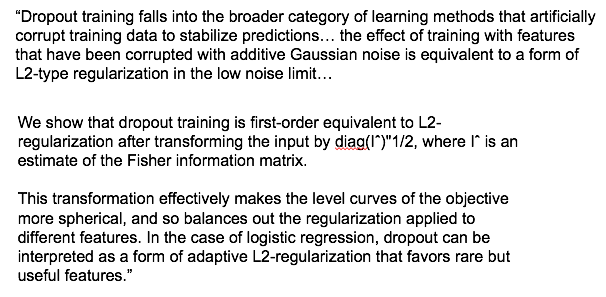 “Dropout training falls into the broader category of learning methods that artificially
corrupt training data to stabilize predictions… the effect of training with features
that have been corrupted with additive Gaussian noise is equivalent to a form of
L2-type regularization in the low noise limit…
We show that dropout training is first-order equivalent to L2-
regularization after transforming the input by diag(Iˆ)"1/2, where Iˆ is an
estimate of the Fisher information matrix.
This transformation effectively makes the level curves of the objective
more spherical, and so balances out the regularization applied to
different features. In the case of logistic regression, dropout can be
interpreted as a form of adaptive L2-regularization that favors rare but
useful features.”